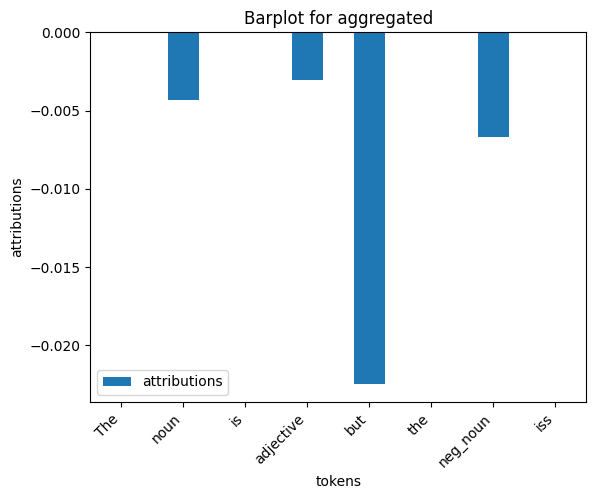 Barplot for aggregated
0.000
−0.005
−0.010
−0.015
−0.020
attributions
attributions
The
noun
is
adjective
but
the
neg_noun
iss
tokens